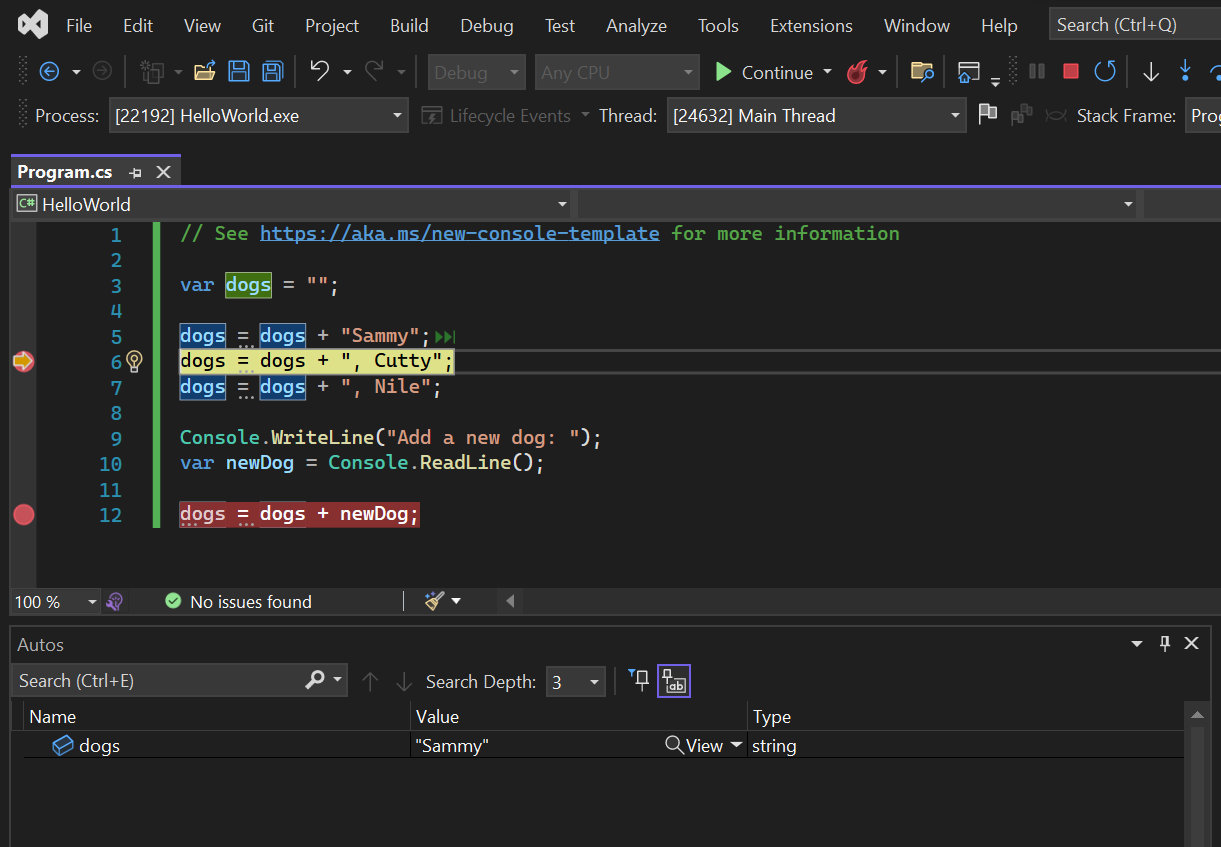 File Edit View Git Project Build Debug Test Analyze Tools Extensions Window Help Search (Ctrl+Q)
Debug Any CPU Continue
Process: [22192] HelloWorld.exe Lifecycle Events Thread: [24632] Main Thread Stack Frame: Prog
Program.cs
C# HelloWorld
1 // See https://aka.ms/new-console-template for more information
2
3 var dogs = "";
4
5 dogs = dogs + "Sammy";
6 dogs = dogs + ", Cutty";
7 dogs = dogs + ", Nile";
8
9 Console.WriteLine("Add a new dog: ");
10 var newDog = Console.ReadLine();
11
12 dogs = dogs + newDog;
100 % No issues found
Autos
Search (Ctrl+E) Search Depth: 3 ab
Name Value Type
dogs "Sammy" View string